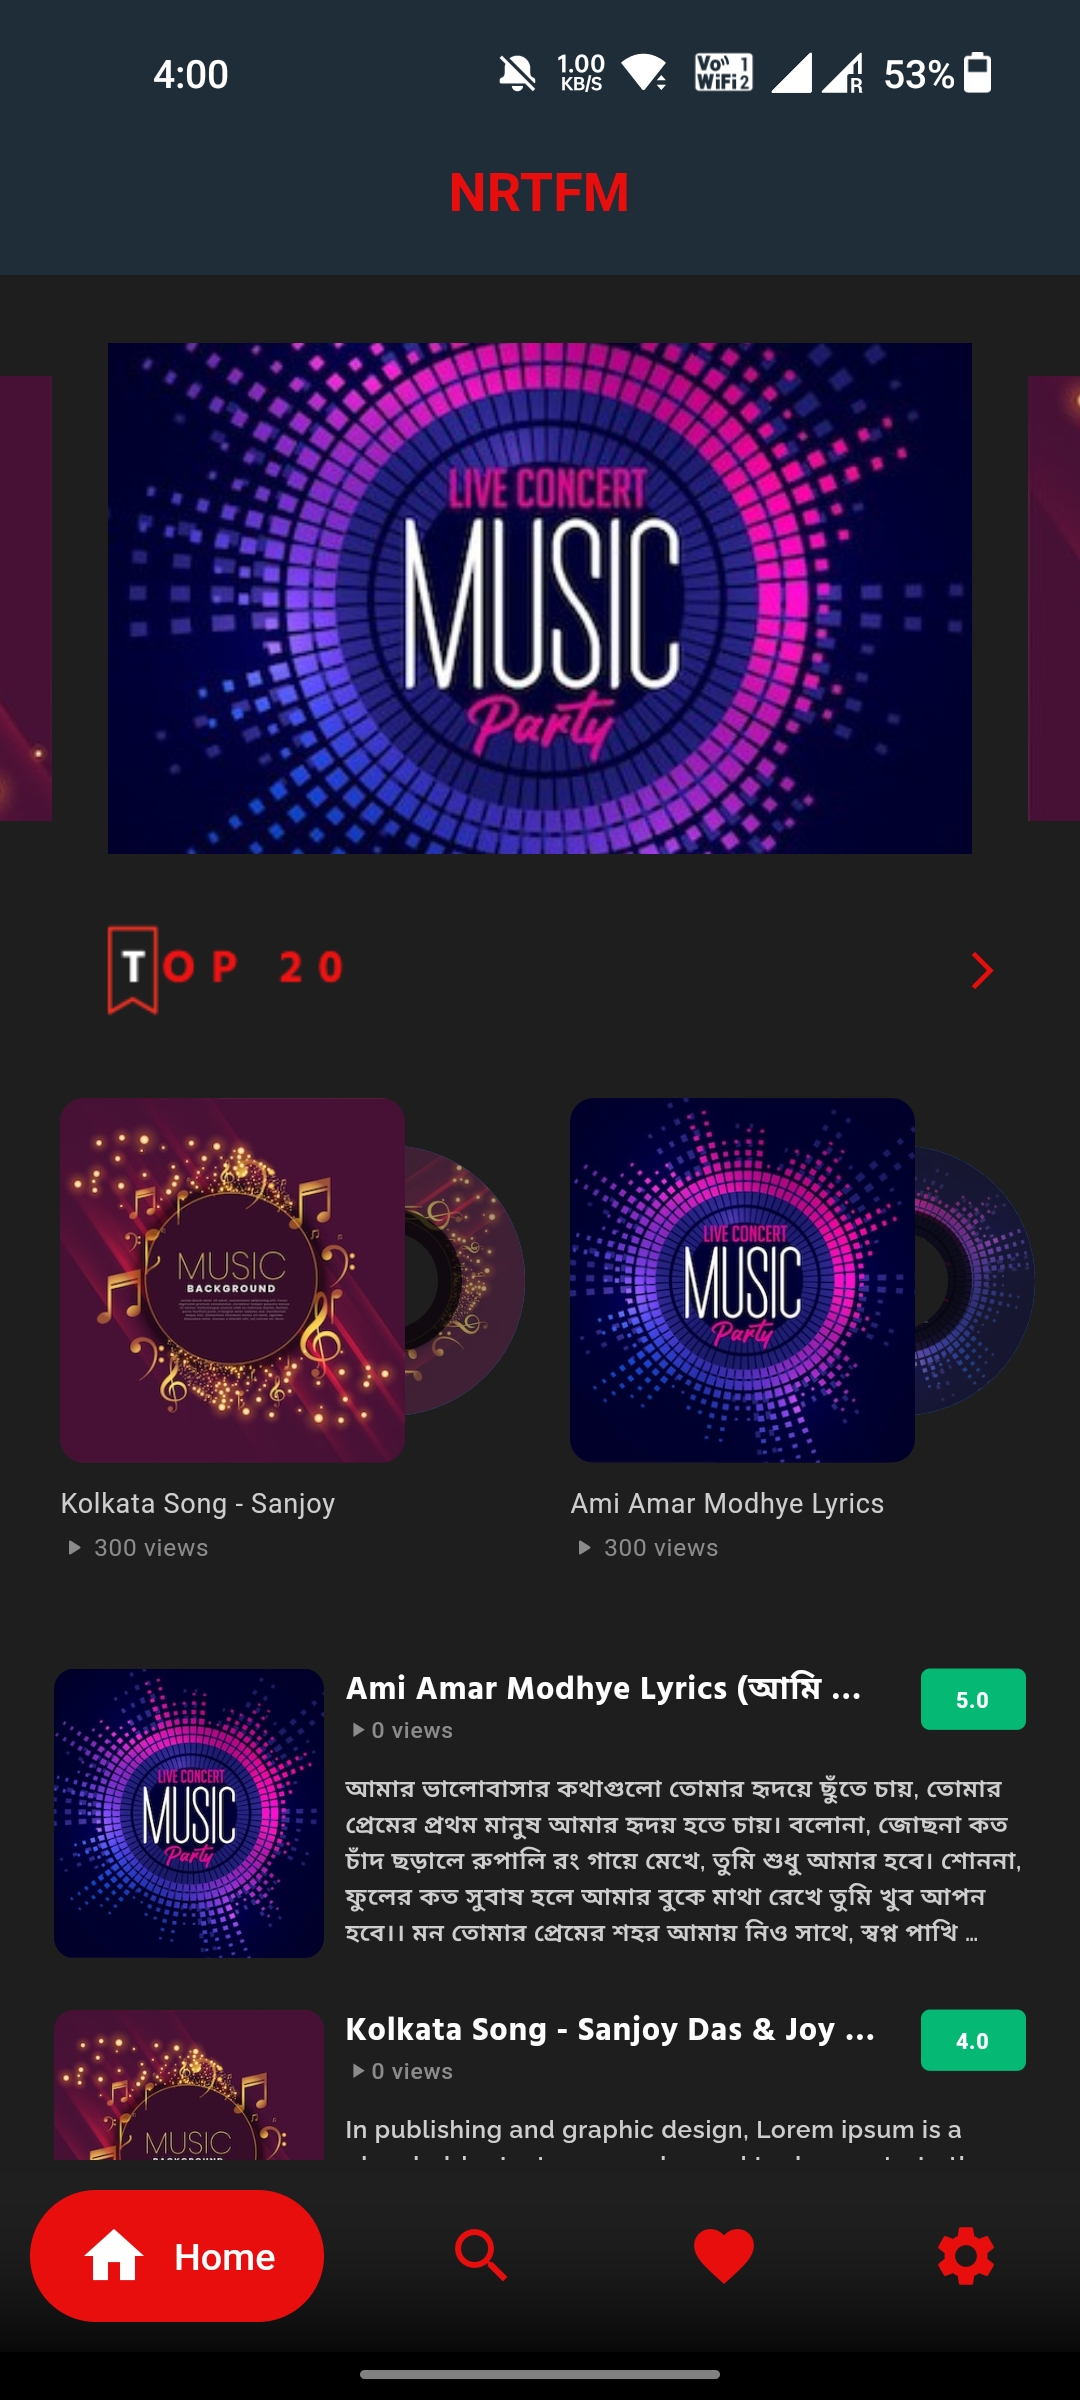 4:00
1.00
KB/S
Vo 1
WiFi 2
R
53%
NRTFM
LIVE CONCERT
MUSIC
Party
TOP 20
MUSIC
BACKGROUND
LIVE CONCERT
MUSIC
Party
Kolkata Song - Sanjoy
300 views
Ami Amar Modhye Lyrics
300 views
LIVE CONCERT
MUSIC
Party
Ami Amar Modhye Lyrics (আমি ...
0 views
5.0
আমার ভালোবাসার কথাগুলো তোমার হৃদয়ে ছুঁতে চায়, তোমার
প্রেমের প্রথম মানুষ আমার হৃদয় হতে চায়। বলোনা, জোছনা কত
চাঁদ ছড়ালে রুপালি রং গায়ে মেখে, তুমি শুধু আমার হবে। শোননা,
ফুলের কত সুবাষ হলে আমার বুকে মাথা রেখে তুমি খুব আপন
হবে।। মন তোমার প্রেমের শহর আমায় নিও সাথে, স্বপ্ন পাখি ...
MUSIC
Kolkata Song - Sanjoy Das & Joy ...
0 views
4.0
In publishing and graphic design, Lorem ipsum is a
Home